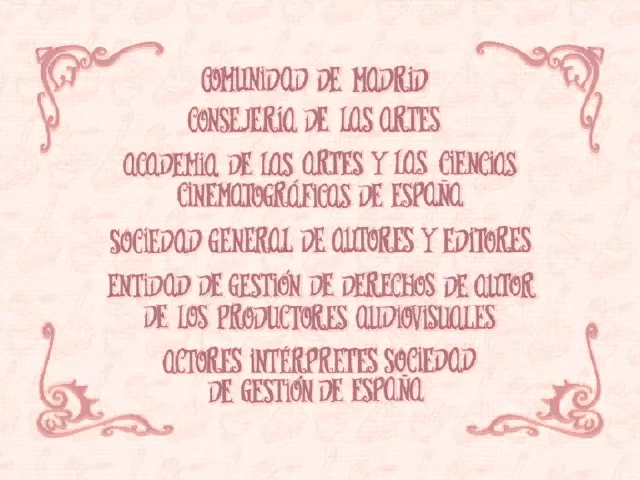 COMUNIDAD DE MADRID
CONSEJERÍA DE LAS ARTES
ACADEMIA DE LAS ARTES Y LAS CIENCIAS
CINEMATOGRÁFICAS DE ESPAÑA
SOCIEDAD GENERAL DE AUTORES Y EDITORES
ENTIDAD DE GESTIÓN DE DERECHOS DE AUTOR
DE LOS PRODUCTORES AUDIOVISUALES
ACTORES INTÉRPRETES SOCIEDAD
DE GESTIÓN DE ESPAÑA